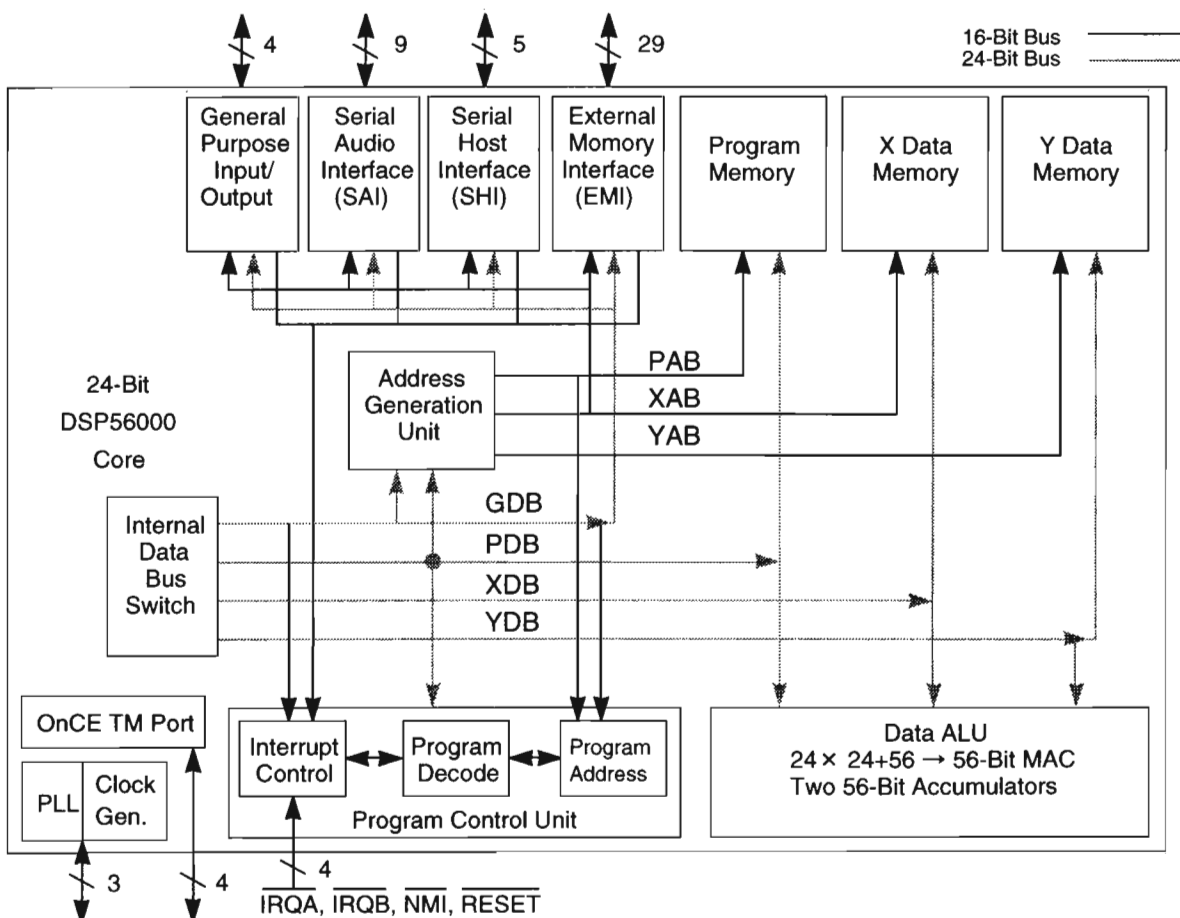 4
9
5
29
16-Bit Bus
24-Bit Bus
General
Purpose
Input/
Output
Serial
Audio
Interface
(SAI)
Serial
Host
Interface
(SHI)
External
Momory
Interface
(EMI)
Program
Memory
X Data
Memory
Y Data
Memory
24-Bit
DSP56000
Core
Address
Generation
Unit
PAB
XAB
YAB
Internal
Data
Bus
Switch
GDB
PDB
XDB
YDB
OnCE TM Port
PLL
Clock
Gen.
Interrupt
Control
Program
Decode
Program
Address
Program Control Unit
Data ALU
24 × 24+56 → 56-Bit MAC
Two 56-Bit Accumulators
3
4
4
IRQA, IRQB, NMI, RESET